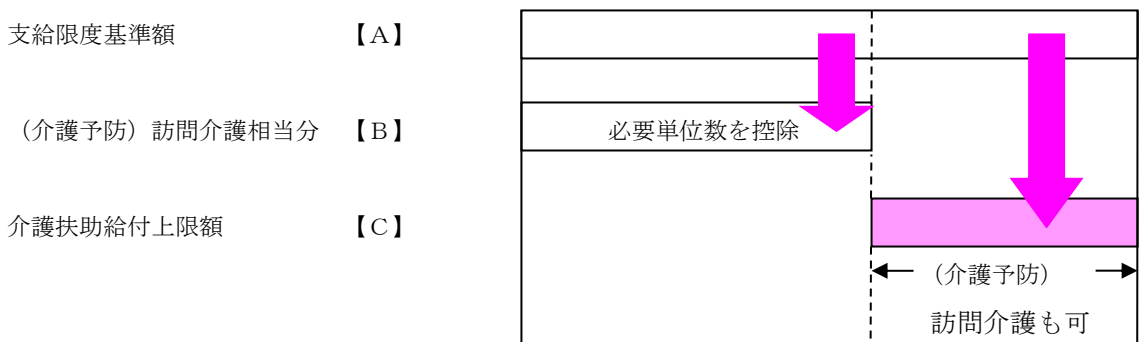 支給限度基準額　【A】
（介護予防）訪問介護相当分　【B】　必要単位数を控除
介護扶助給付上限額　【C】
（介護予防）
訪問介護も可